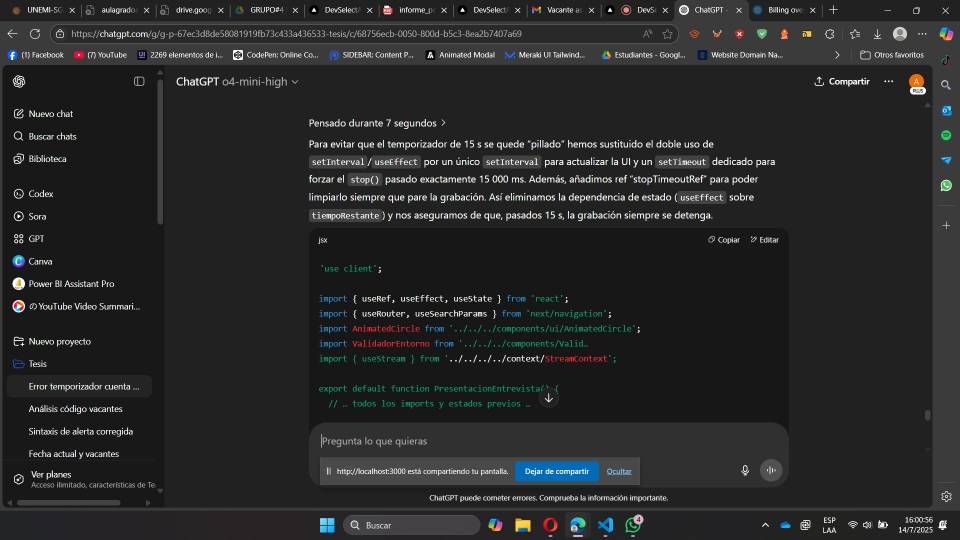 UNEMI-SG
aulagrado
drive.goog
GRUPO#4
DevSelectA
informe_p
DevSelectA
Vacante as
DevS
ChatGPT -
Billing ove
https://chatgpt.com/g/g-p-67ec3d8de58081919fb73c433a436533-tesis/c/68756ecb-0050-800d-b5c3-8ea2b7407a69
(1) Facebook
(7) YouTube
2269 elementos de i...
CodePen: Online Co...
SIDEBAR: Content P...
Animated Modal
Meraki UI Tailwind...
Estudiantes - Googl...
Website Domain Na...
Otros favoritos
ChatGPT o4-mini-high
Compartir
PLUS
Nuevo chat
Buscar chats
Biblioteca
Codex
Sora
GPT
Canva
Power BI Assistant Pro
のYouTube Video Summari...
Nuevo proyecto
Tesis
Error temporizador cuenta ...
Análisis código vacantes
Sintaxis de alerta corregida
Fecha actual y vacantes
Ver planes
Acceso ilimitado, características de Te
Pensado durante 7 segundos
Para evitar que el temporizador de 15 s se quede “pillado” hemos sustituido el doble uso de
setInterval/useEffect por un único setInterval para actualizar la UI y un setTimeout dedicado para
forzar el stop() pasado exactamente 15 000 ms. Además, añadimos ref “stopTimeoutRef” para poder
limpiarlo siempre que pare la grabación. Así eliminamos la dependencia de estado (useEffect sobre
tiempoRestante) y nos aseguramos de que, pasados 15 s, la grabación siempre se detenga.
jsx
Copiar
Editar
'use client';
import { useRef, useEffect, useState } from 'react';
import { useRouter, useSearchParams } from 'next/navigation';
import AnimatedCircle from '../../../components/ui/AnimatedCircle';
import ValidadorEntorno from '../../../components/Valid…
import { useStream } from '../../../../context/StreamContext';
export default function PresentacionEntrevista() {
// … todos los imports y estados previos …
Pregunta lo que quieras
http://localhost:3000 está compartiendo tu pantalla.
Dejar de compartir
Ocultar
ChatGPT puede cometer errores. Comprueba la información importante.
Buscar
4
ESP
LAA
16:00:56
14/7/2025